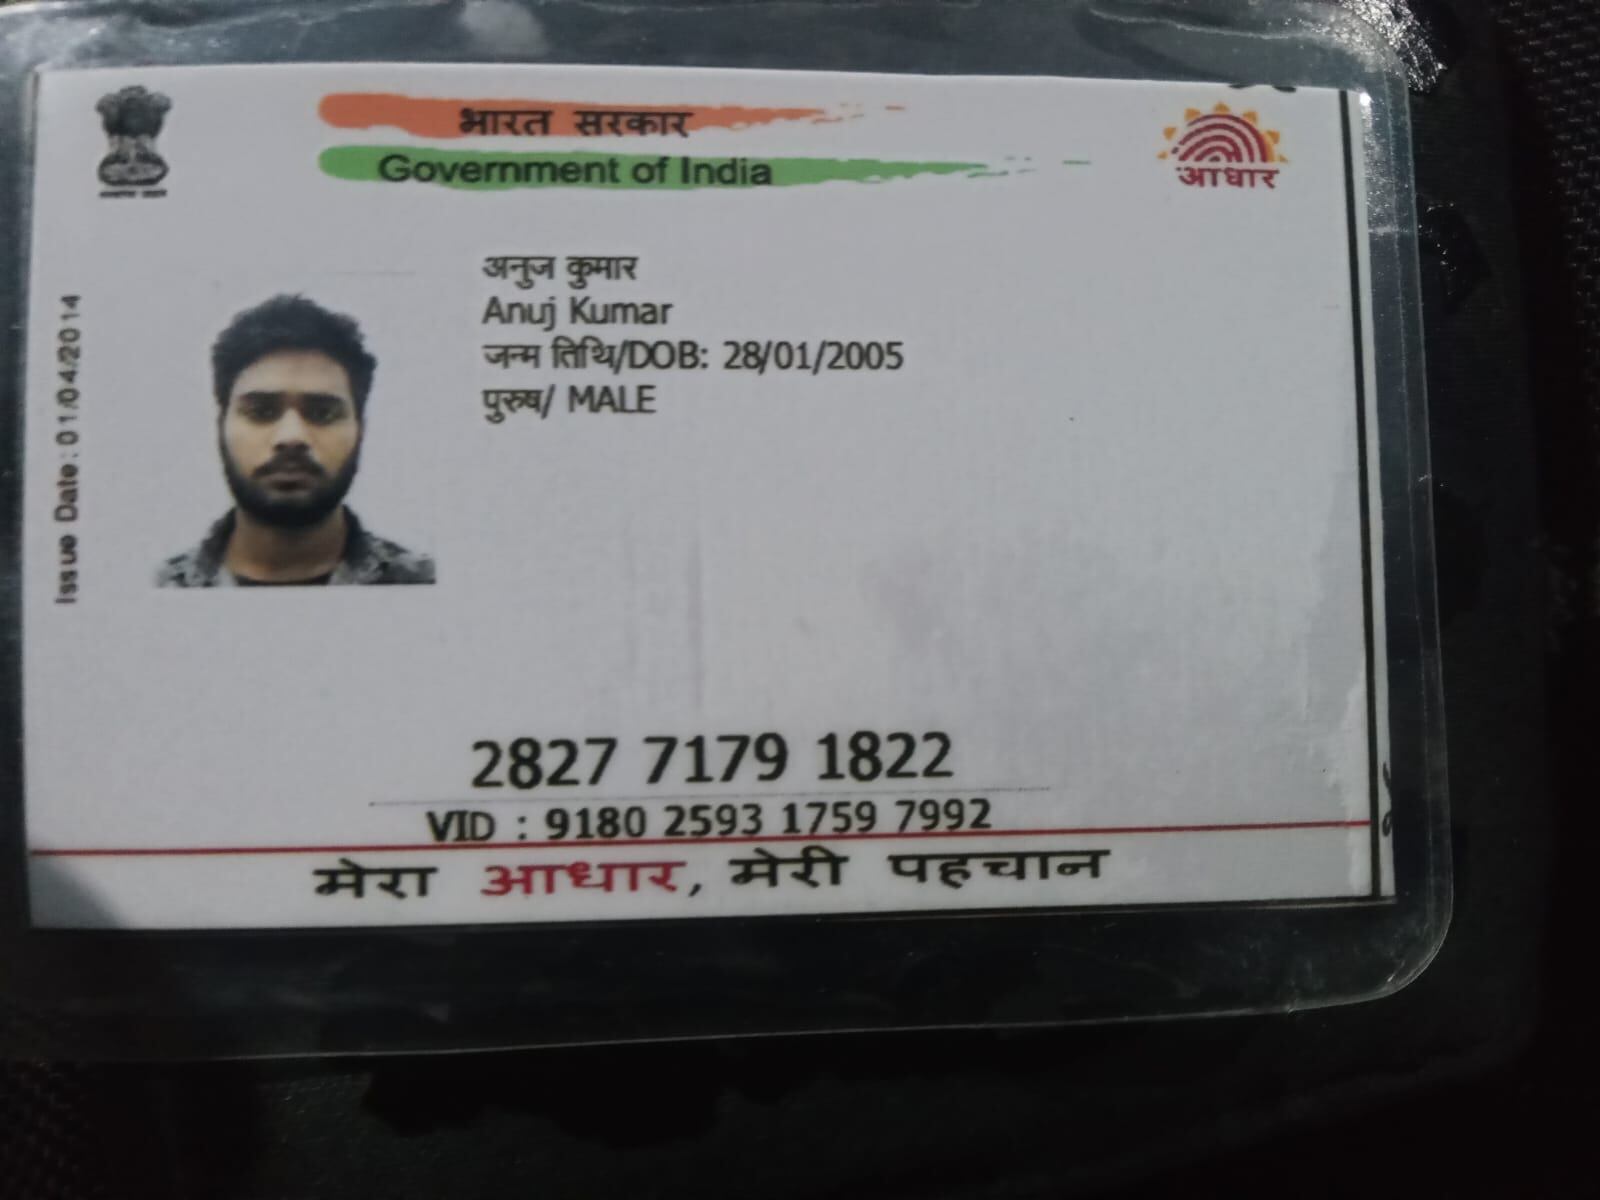 भारत सरकार
Government of India
आधार
Issue Date: 01/04/2014
अनुज कुमार
Anuj Kumar
जन्म तिथि/DOB: 28/01/2005
पुरुष/ MALE
2827 7179 1822
VID : 9180 2593 1759 7992
मेरा आधार, मेरी पहचान